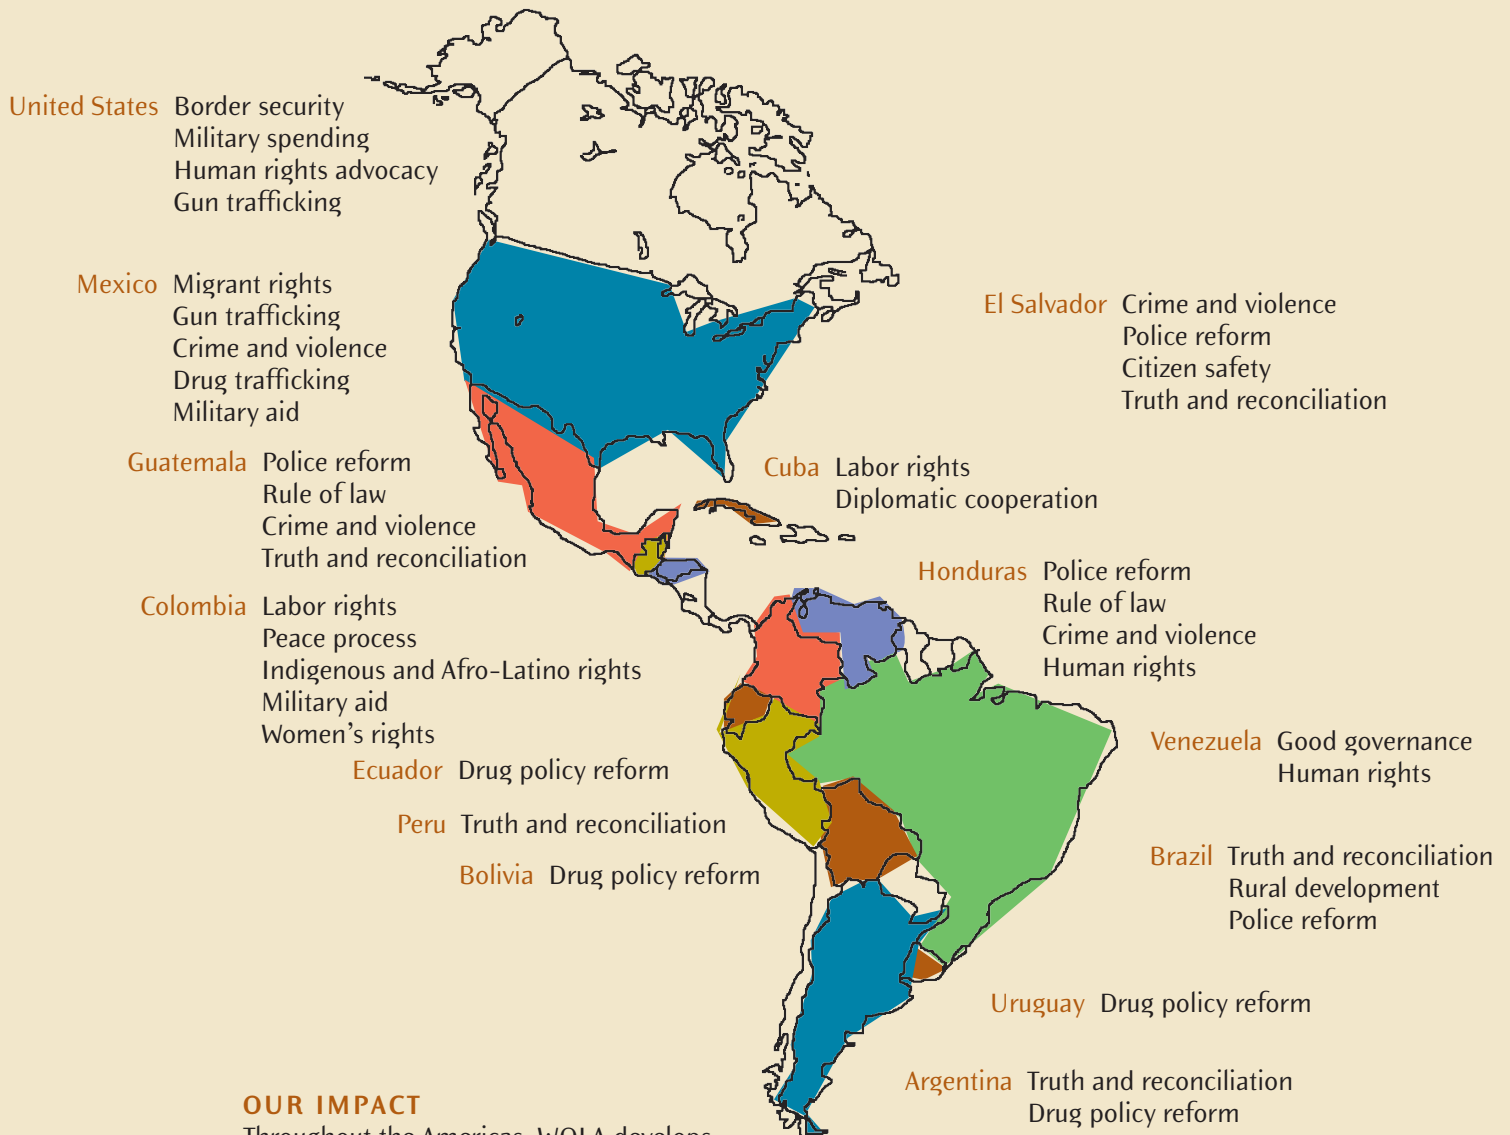 United States Border security
Military spending
Human rights advocacy
Gun trafficking
Mexico Migrant rights
Gun trafficking
Crime and violence
Drug trafficking
Military aid
Guatemala Police reform
Rule of law
Crime and violence
Truth and reconciliation
Colombia Labor rights
Peace process
Indigenous and Afro-Latino rights
Military aid
Women's rights
Ecuador Drug policy reform
Peru Truth and reconciliation
Bolivia Drug policy reform
El Salvador Crime and violence
Police reform
Citizen safety
Truth and reconciliation
Cuba Labor rights
Diplomatic cooperation
Honduras Police reform
Rule of law
Crime and violence
Human rights
Venezuela Good governance
Human rights
Brazil Truth and reconciliation
Rural development
Police reform
Uruguay Drug policy reform
Argentina Truth and reconciliation
Drug policy reform
OUR IMPACT
Throughout the Americas, WOLA develops